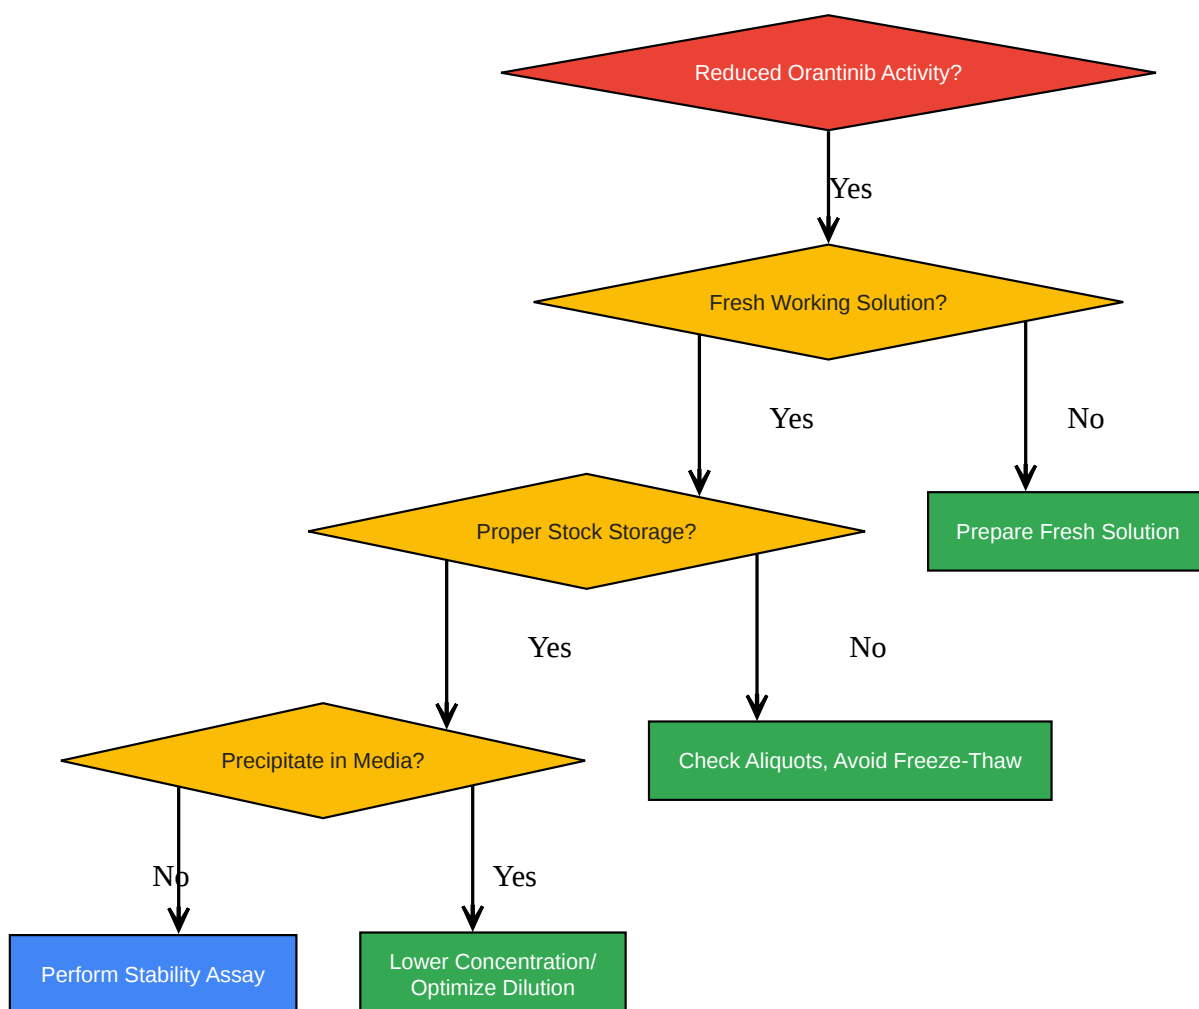 Reduced Orantinib Activity?
Yes
Fresh Working Solution?
Yes
No
Proper Stock Storage?
Prepare Fresh Solution
Yes
No
Precipitate in Media?
Check Aliquots, Avoid Freeze-Thaw
No
Yes
Perform Stability Assay
Lower Concentration/
Optimize Dilution